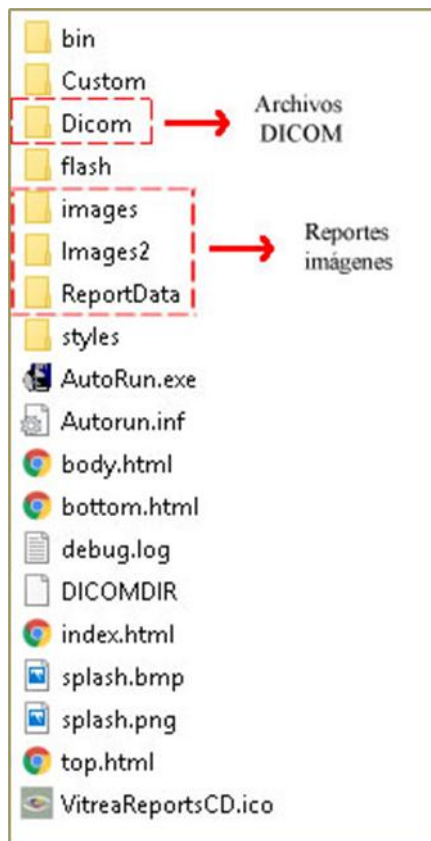 bin
Custom
Dicom
Archivos
DICOM
flash
images
Images2
Reportes
imágenes
ReportData
styles
AutoRun.exe
Autorun.inf
body.html
bottom.html
debug.log
DICOMDIR
index.html
splash.bmp
splash.png
top.html
VitreaReportsCD.ico